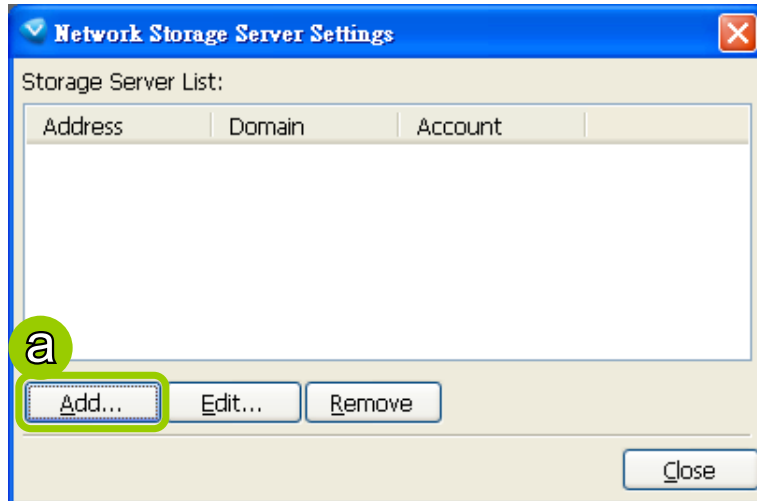 Network Storage Server Settings
Storage Server List:
Address Domain Account
a
Add... Edit... Remove
Close